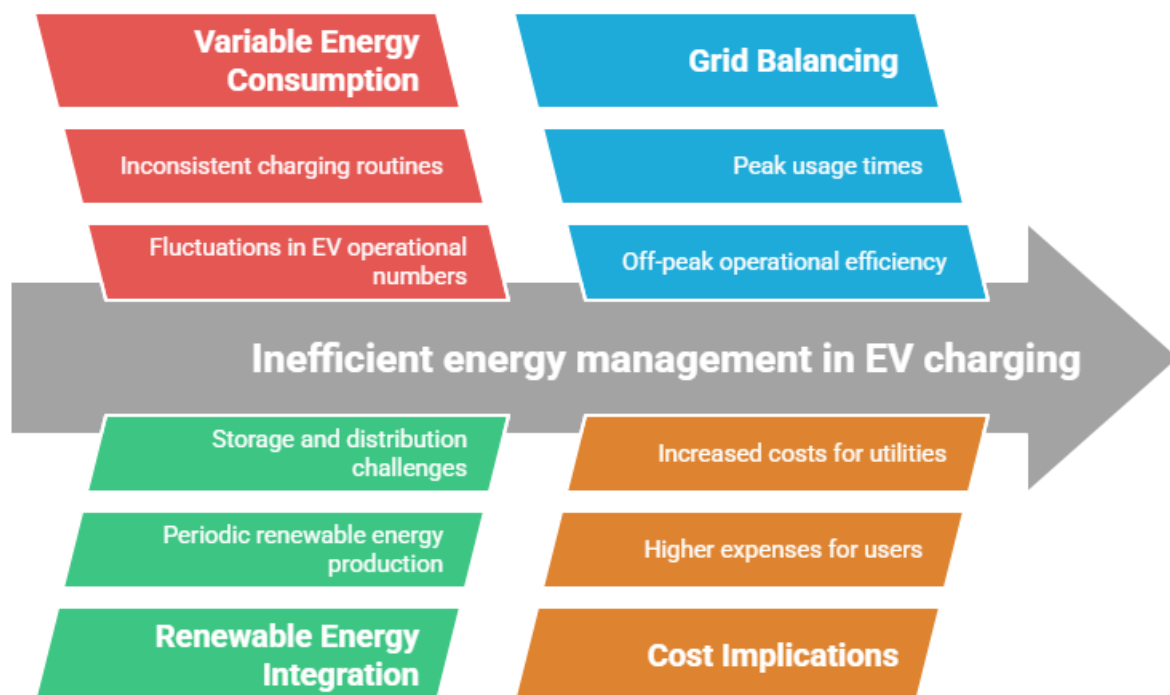 Variable Energy
Consumption
Inconsistent charging routines
Fluctuations in EV operational
numbers
Grid Balancing
Peak usage times
Off-peak operational efficiency
Inefficient energy management in EV charging
Storage and distribution
challenges
Periodic renewable energy
production
Renewable Energy
Integration
Increased costs for utilities
Higher expenses for users
Cost Implications